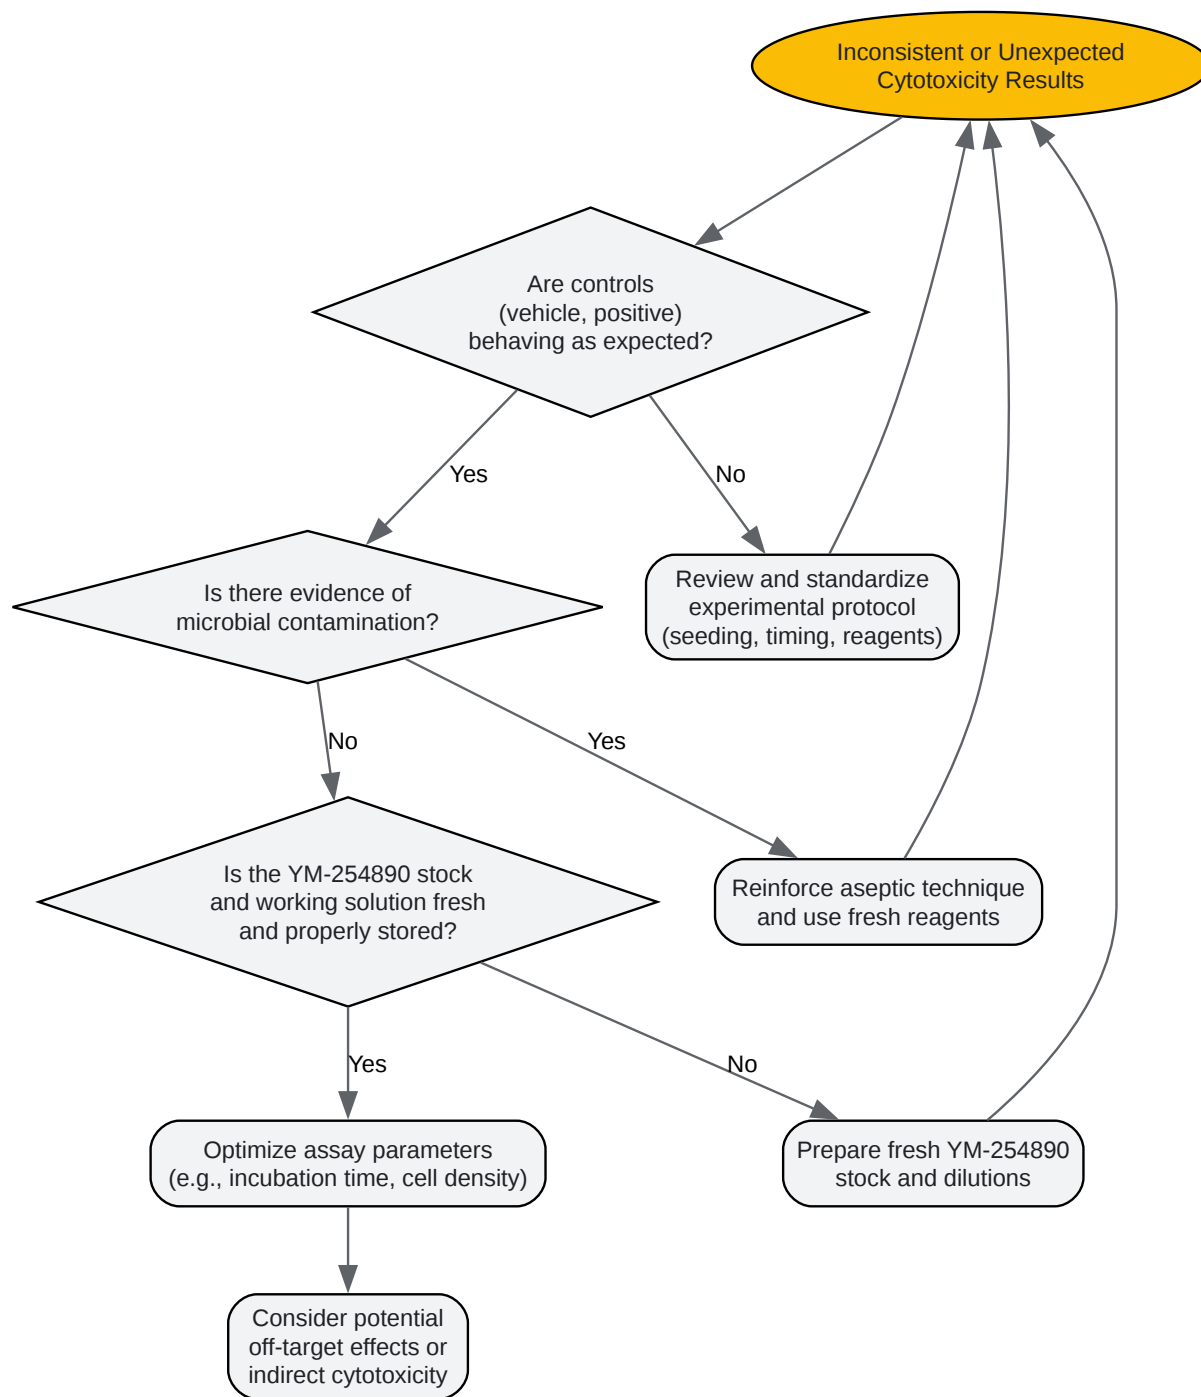 Inconsistent or Unexpected
Cytotoxicity Results
Are controls
(vehicle, positive)
behaving as expected?
Yes
No
Is there evidence of
microbial contamination?
Review and standardize
experimental protocol
(seeding, timing, reagents)
No
Yes
Is the YM-254890 stock
and working solution fresh
and properly stored?
Reinforce aseptic technique
and use fresh reagents
Yes
No
Optimize assay parameters
(e.g., incubation time, cell density)
Prepare fresh YM-254890
stock and dilutions
Consider potential
off-target effects or
indirect cytotoxicity